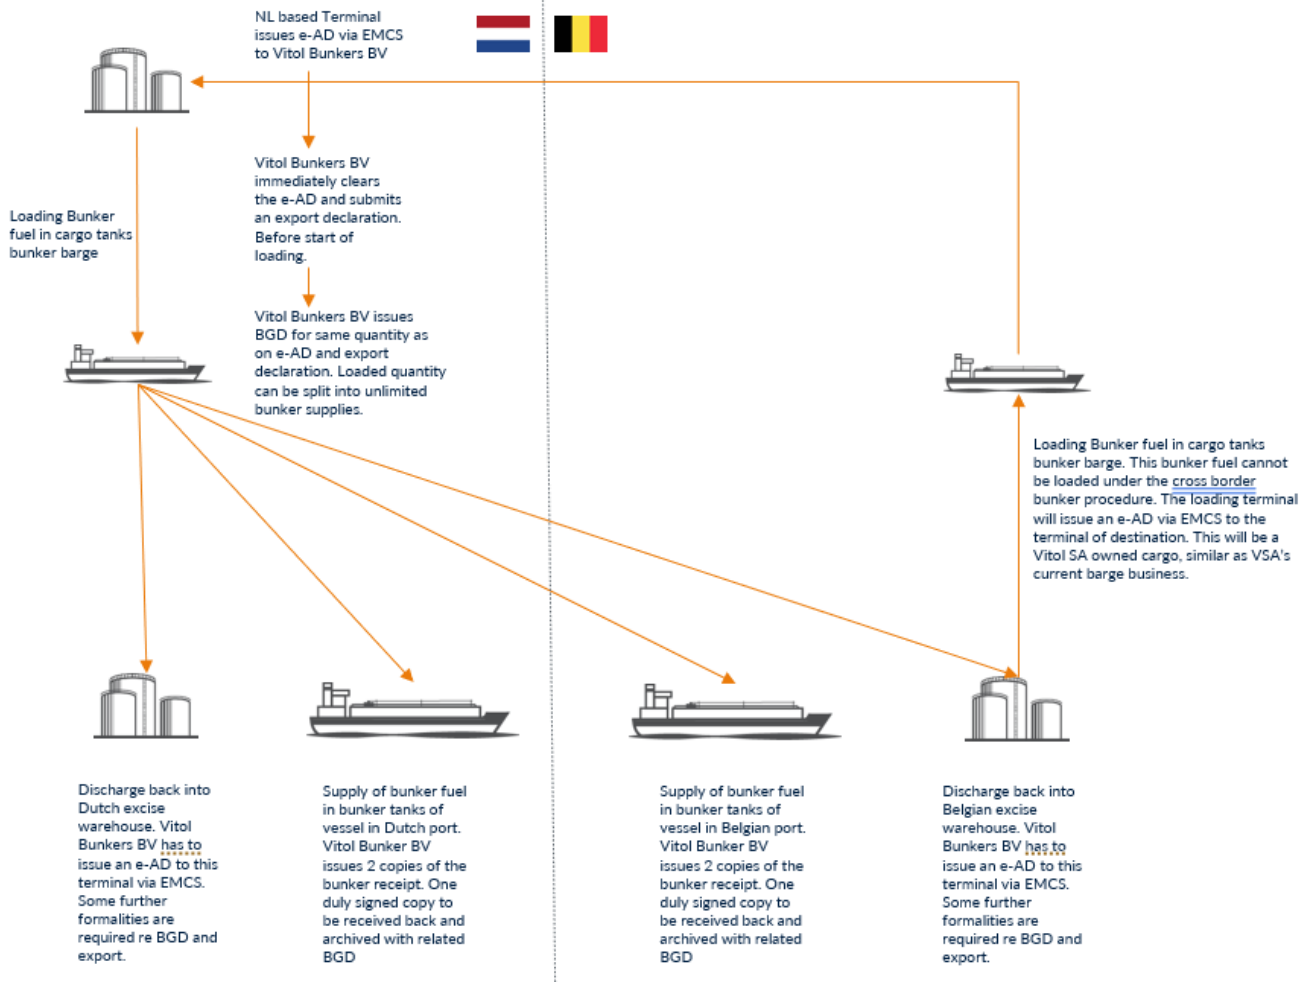 NL based Terminal
issues e-AD via EMCS
to Vitol Bunkers BV
Vitol Bunkers BV
immediately clears
the e-AD and submits
an export declaration.
Before start of
loading.
Loading Bunker
fuel in cargo tanks
bunker barge
Vitol Bunkers BV issues
BGD for same quantity as
on e-AD and export
declaration. Loaded quantity
can be split into unlimited
bunker supplies.
Loading Bunker fuel in cargo tanks
bunker barge. This bunker fuel cannot
be loaded under the cross border
bunker procedure. The loading terminal
will issue an e-AD via EMCS to the
terminal of destination. This will be a
Vitol SA owned cargo, similar as VSA's
current barge business.
Discharge back into
Dutch excise
warehouse. Vitol
Bunkers BV has to
issue an e-AD to this
terminal via EMCS.
Some further
formalities are
required re BGD and
export.
Supply of bunker fuel
in bunker tanks of
vessel in Dutch port.
Vitol Bunker BV
issues 2 copies of the
bunker receipt. One
duly signed copy to
be received back and
archived with related
BGD
Supply of bunker fuel
in bunker tanks of
vessel in Belgian port.
Vitol Bunker BV
issues 2 copies of the
bunker receipt. One
duly signed copy to
be received back and
archived with related
BGD
Discharge back into
Belgian excise
warehouse. Vitol
Bunkers BV has to
issue an e-AD to this
terminal via EMCS.
Some further
formalities are
required re BGD and
export.